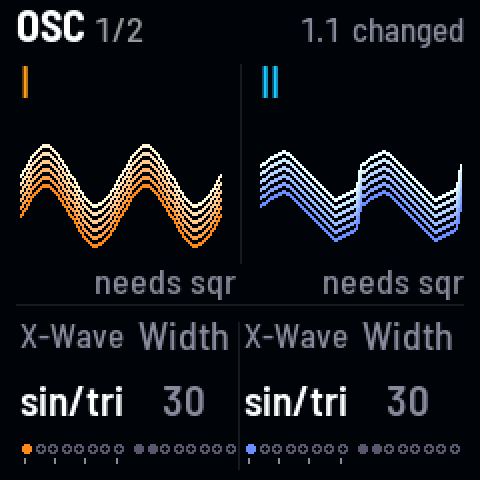 OSC 1/2 1.1 changed
I II
needs sqr needs sqr
X-Wave Width X-Wave Width
sin/tri 30 sin/tri 30